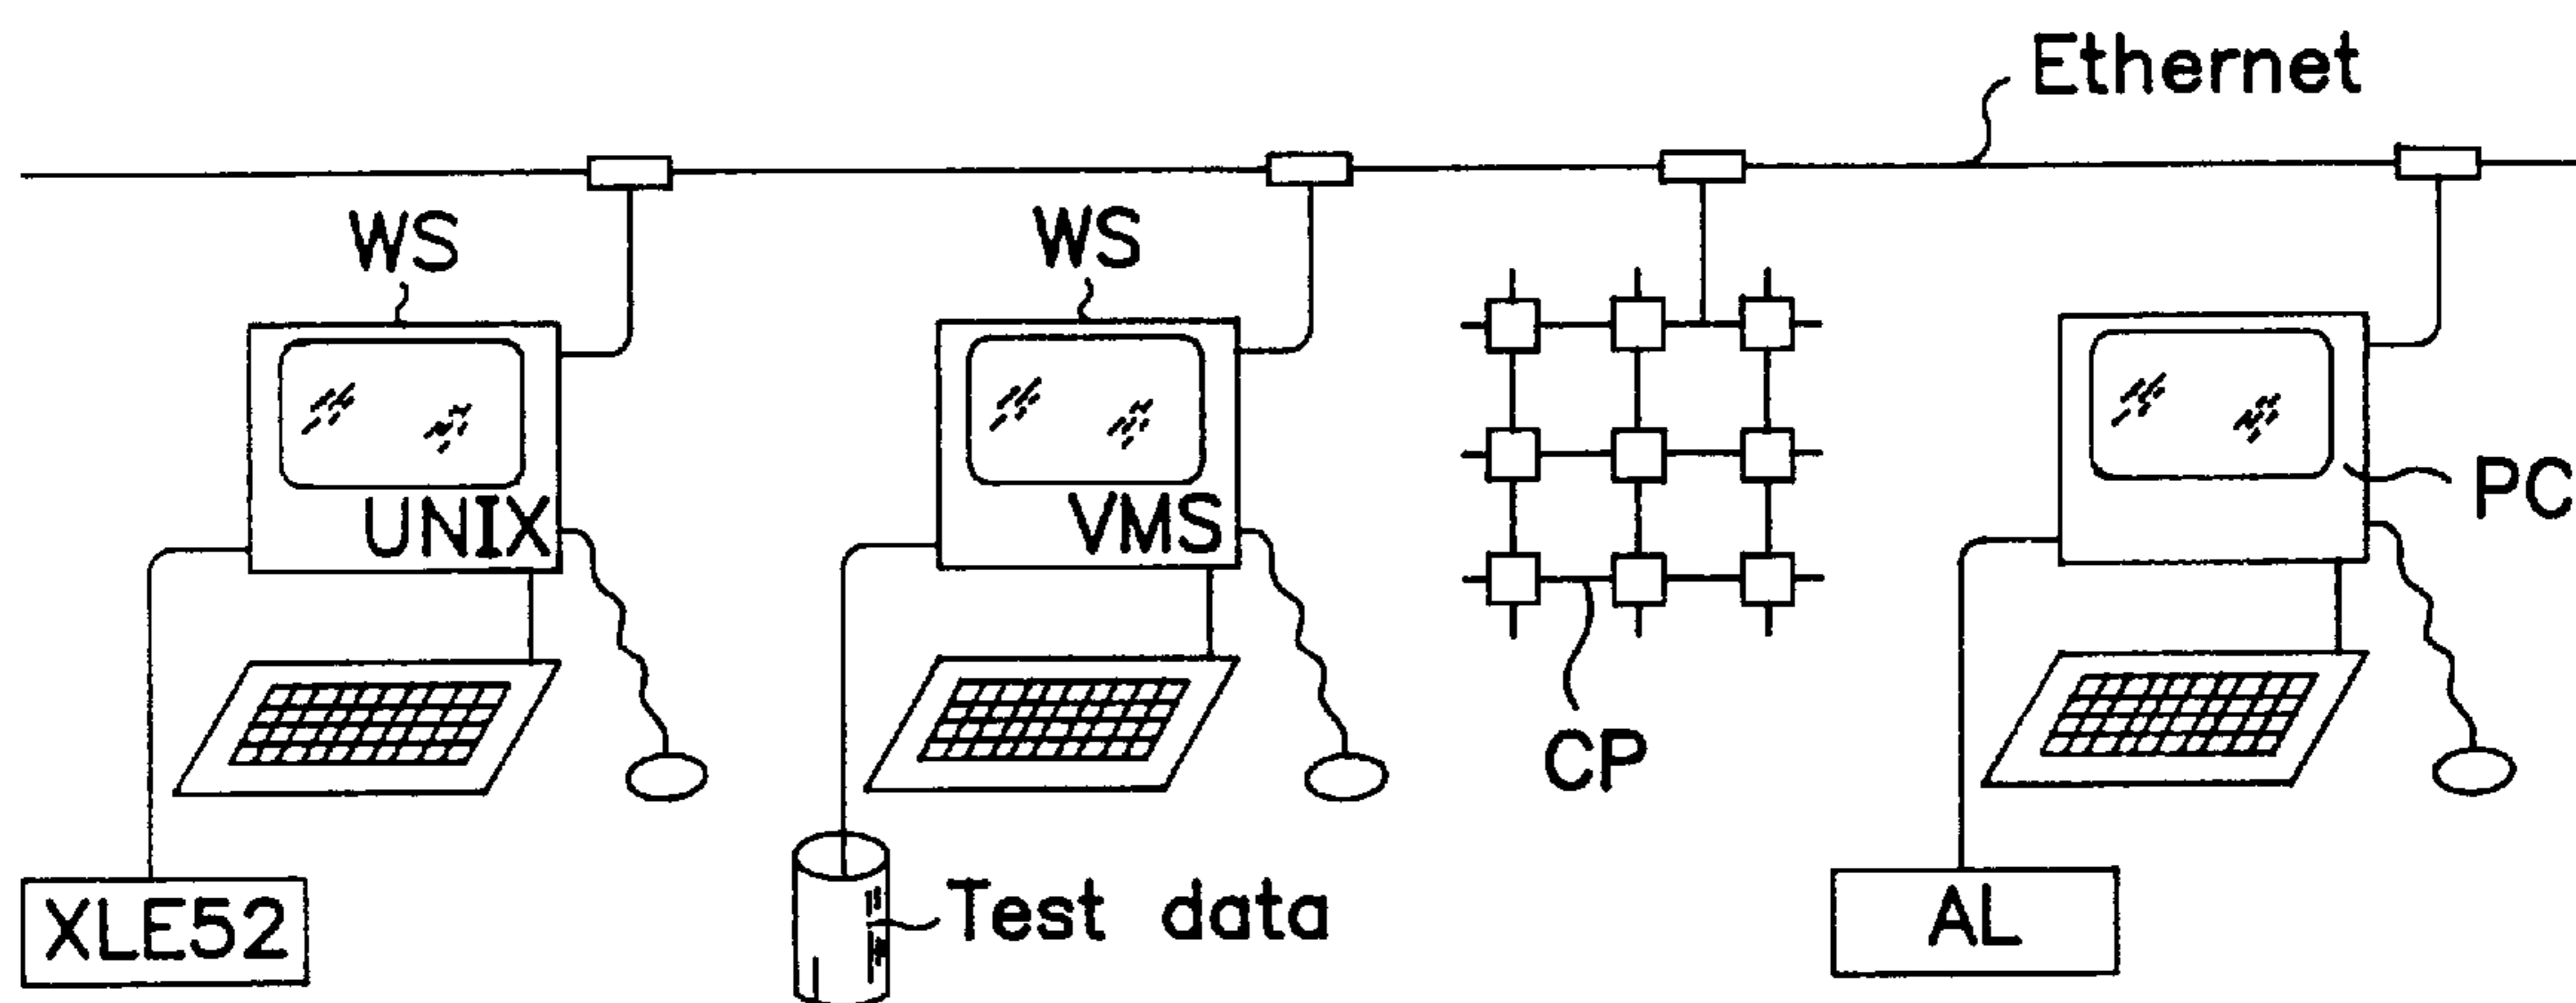 Ethernet
WS
WS
UNIX
VMS
PC
CP
XLE52
Test data
AL